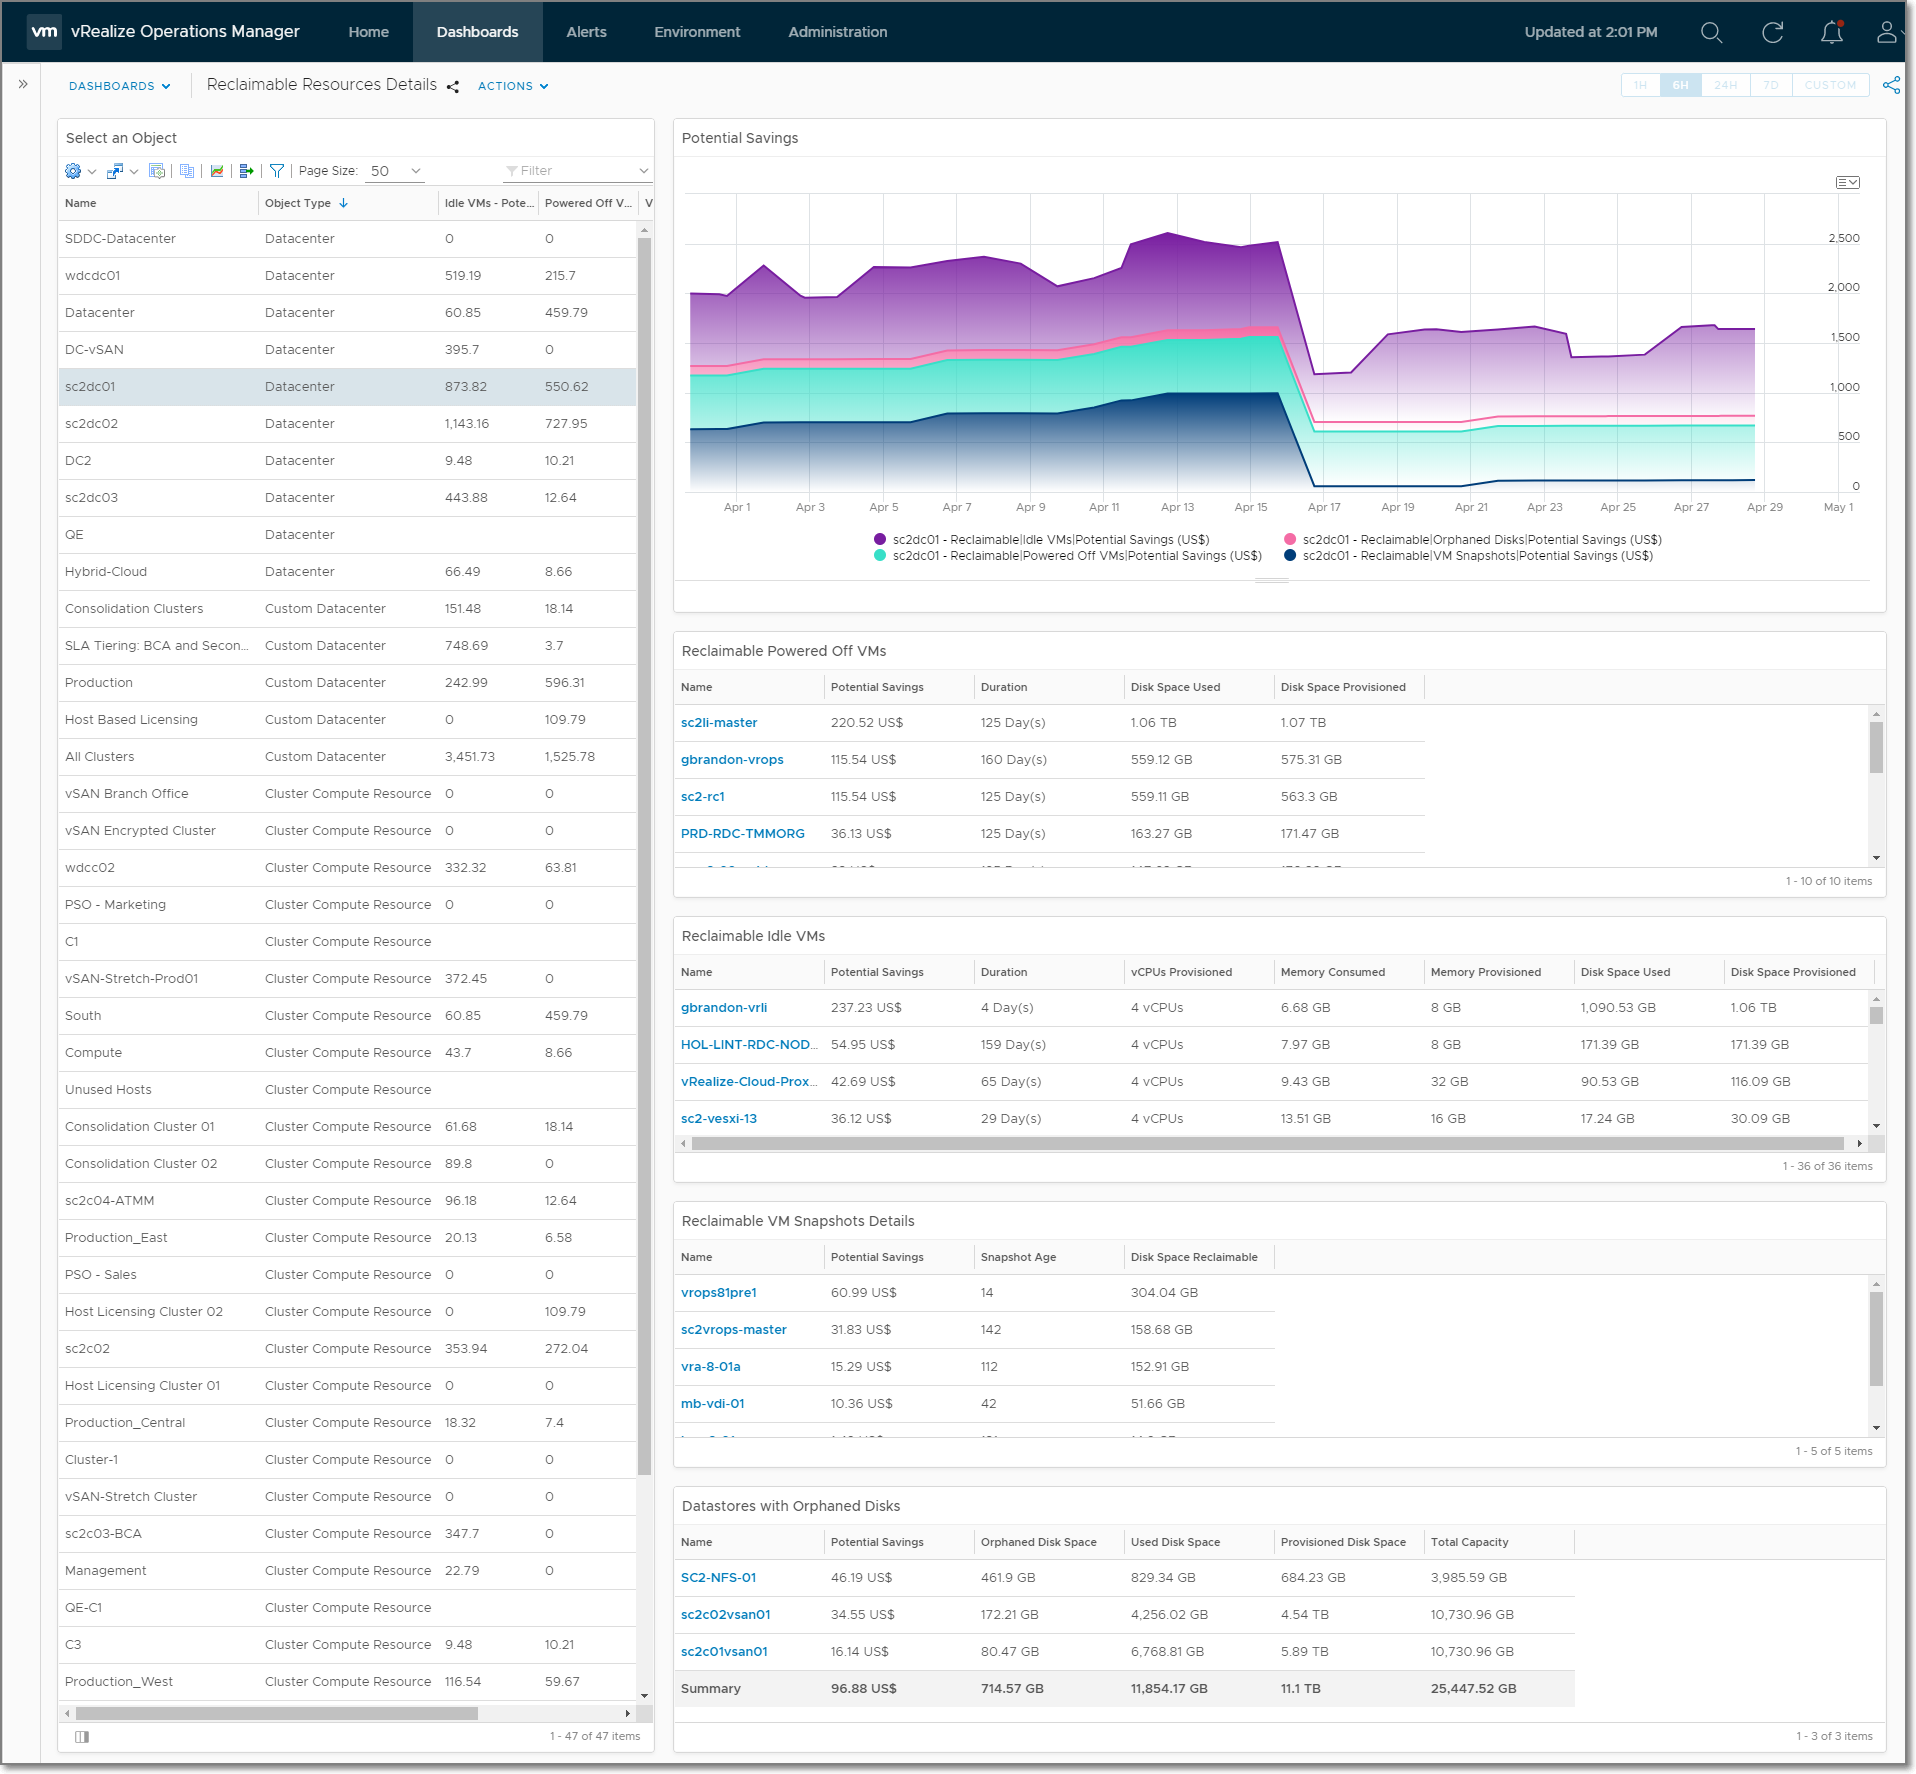 vm vRealize Operations Manager Home Dashboards Alerts Environment Administration Updated at 2:01 PM
DASHBOARDS Reclaimable Resources Details ACTIONS 1H 6H 24H 7D CUSTOM
Select an Object
Page Size: 50 Filter
Name Object Type Idle VMs - Pote... Powered Off V... V
SDDC-Datacenter Datacenter 0 0
wdcdc01 Datacenter 519.19 215.7
Datacenter Datacenter 60.85 459.79
DC-vSAN Datacenter 395.7 0
sc2dc01 Datacenter 873.82 550.62
sc2dc02 Datacenter 1,143.16 727.95
DC2 Datacenter 9.48 10.21
sc2dc03 Datacenter 443.88 12.64
QE Datacenter
Hybrid-Cloud Datacenter 66.49 8.66
Consolidation Clusters Custom Datacenter 151.48 18.14
SLA Tiering: BCA and Secon... Custom Datacenter 748.69 3.7
Production Custom Datacenter 242.99 596.31
Host Based Licensing Custom Datacenter 0 109.79
All Clusters Custom Datacenter 3,451.73 1,525.78
vSAN Branch Office Cluster Compute Resource 0 0
vSAN Encrypted Cluster Cluster Compute Resource 0 0
wdcc02 Cluster Compute Resource 332.32 63.81
PSO - Marketing Cluster Compute Resource 0 0
C1 Cluster Compute Resource
vSAN-Stretch-Prod01 Cluster Compute Resource 372.45 0
South Cluster Compute Resource 60.85 459.79
Compute Cluster Compute Resource 43.7 8.66
Unused Hosts Cluster Compute Resource
Consolidation Cluster 01 Cluster Compute Resource 61.68 18.14
Consolidation Cluster 02 Cluster Compute Resource 89.8 0
sc2c04-ATMM Cluster Compute Resource 96.18 12.64
Production_East Cluster Compute Resource 20.13 6.58
PSO - Sales Cluster Compute Resource 0 0
Host Licensing Cluster 02 Cluster Compute Resource 0 109.79
sc2c02 Cluster Compute Resource 353.94 272.04
Host Licensing Cluster 01 Cluster Compute Resource 0 0
Production_Central Cluster Compute Resource 18.32 7.4
Cluster-1 Cluster Compute Resource 0 0
vSAN-Stretch Cluster Cluster Compute Resource 0 0
sc2c03-BCA Cluster Compute Resource 347.7 0
Management Cluster Compute Resource 22.79 0
QE-C1 Cluster Compute Resource
C3 Cluster Compute Resource 9.48 10.21
Production_West Cluster Compute Resource 116.54 59.67
1 - 47 of 47 items
Potential Savings
2,500
2,000
1,500
1,000
500
0
Apr 1 Apr 3 Apr 5 Apr 7 Apr 9 Apr 11 Apr 13 Apr 15 Apr 17 Apr 19 Apr 21 Apr 23 Apr 25 Apr 27 Apr 29 May 1
sc2dc01 - Reclaimable|Idle VMs|Potential Savings (US$) sc2dc01 - Reclaimable|Orphaned Disks|Potential Savings (US$)
sc2dc01 - Reclaimable|Powered Off VMs|Potential Savings (US$) sc2dc01 - Reclaimable|VM Snapshots|Potential Savings (US$)
Reclaimable Powered Off VMs
Name Potential Savings Duration Disk Space Used Disk Space Provisioned
sc2li-master 220.52 US$ 125 Day(s) 1.06 TB 1.07 TB
gbrandon-vrops 115.54 US$ 160 Day(s) 559.12 GB 575.31 GB
sc2-rc1 115.54 US$ 125 Day(s) 559.11 GB 563.3 GB
PRD-RDC-TMMORG 36.13 US$ 125 Day(s) 163.27 GB 171.47 GB
1 - 10 of 10 items
Reclaimable Idle VMs
Name Potential Savings Duration vCPUs Provisioned Memory Consumed Memory Provisioned Disk Space Used Disk Space Provisioned
gbrandon-vrli 237.23 US$ 4 Day(s) 4 vCPUs 6.68 GB 8 GB 1,090.53 GB 1.06 TB
HOL-LINT-RDC-NOD... 54.95 US$ 159 Day(s) 4 vCPUs 7.97 GB 8 GB 171.39 GB 171.39 GB
vRealize-Cloud-Prox... 42.69 US$ 65 Day(s) 4 vCPUs 9.43 GB 32 GB 90.53 GB 116.09 GB
sc2-vesxi-13 36.12 US$ 29 Day(s) 4 vCPUs 13.51 GB 16 GB 17.24 GB 30.09 GB
1 - 36 of 36 items
Reclaimable VM Snapshots Details
Name Potential Savings Snapshot Age Disk Space Reclaimable
vrops81pre1 60.99 US$ 14 304.04 GB
sc2vrops-master 31.83 US$ 142 158.68 GB
vra-8-01a 15.29 US$ 112 152.91 GB
mb-vdi-01 10.36 US$ 42 51.66 GB
1 - 5 of 5 items
Datastores with Orphaned Disks
Name Potential Savings Orphaned Disk Space Used Disk Space Provisioned Disk Space Total Capacity
SC2-NFS-01 46.19 US$ 461.9 GB 829.34 GB 684.23 GB 3,985.59 GB
sc2c02vsan01 34.55 US$ 172.21 GB 4,256.02 GB 4.54 TB 10,730.96 GB
sc2c01vsan01 16.14 US$ 80.47 GB 6,768.81 GB 5.89 TB 10,730.96 GB
Summary 96.88 US$ 714.57 GB 11,854.17 GB 11.1 TB 25,447.52 GB
1 - 3 of 3 items